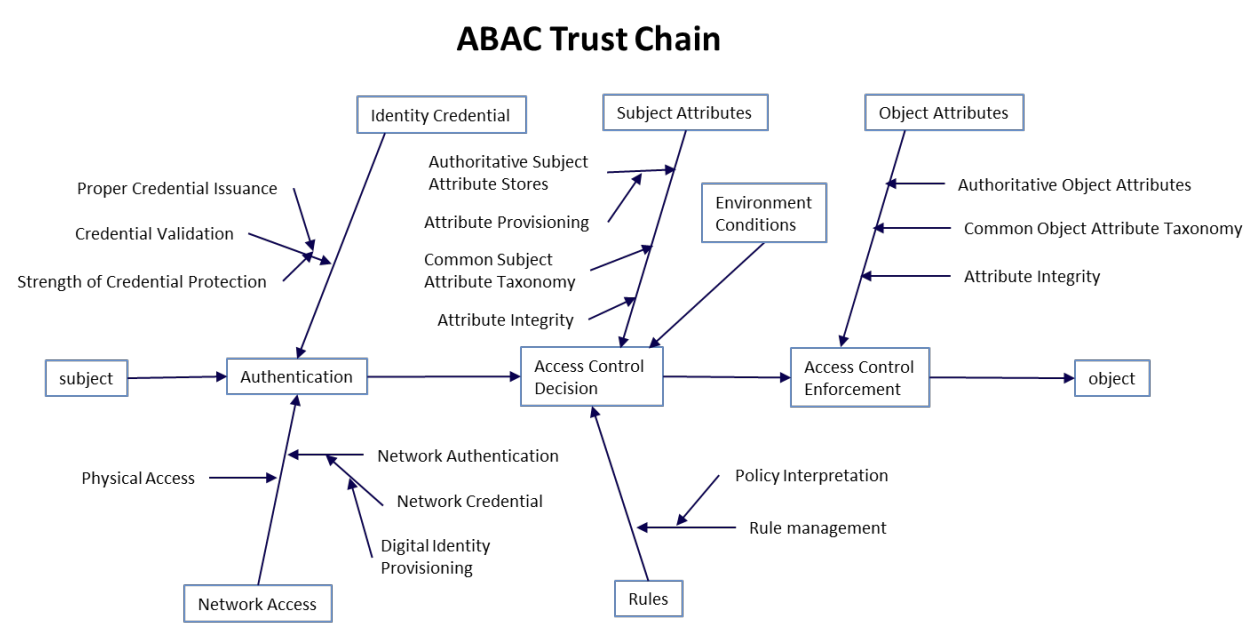 ABAC Trust Chain
Identity Credential
Subject Attributes
Object Attributes
Authoritative Subject
Attribute Stores
Proper Credential Issuance
Environment
Conditions
Authoritative Object Attributes
Attribute Provisioning
Credential Validation
Common Object Attribute Taxonomy
Common Subject
Attribute Taxonomy
Strength of Credential Protection
Attribute Integrity
Attribute Integrity
subject
Authentication
Access Control
Decision
Access Control
Enforcement
object
Physical Access
Network Authentication
Network Credential
Digital Identity
Provisioning
Policy Interpretation
Rule management
Network Access
Rules